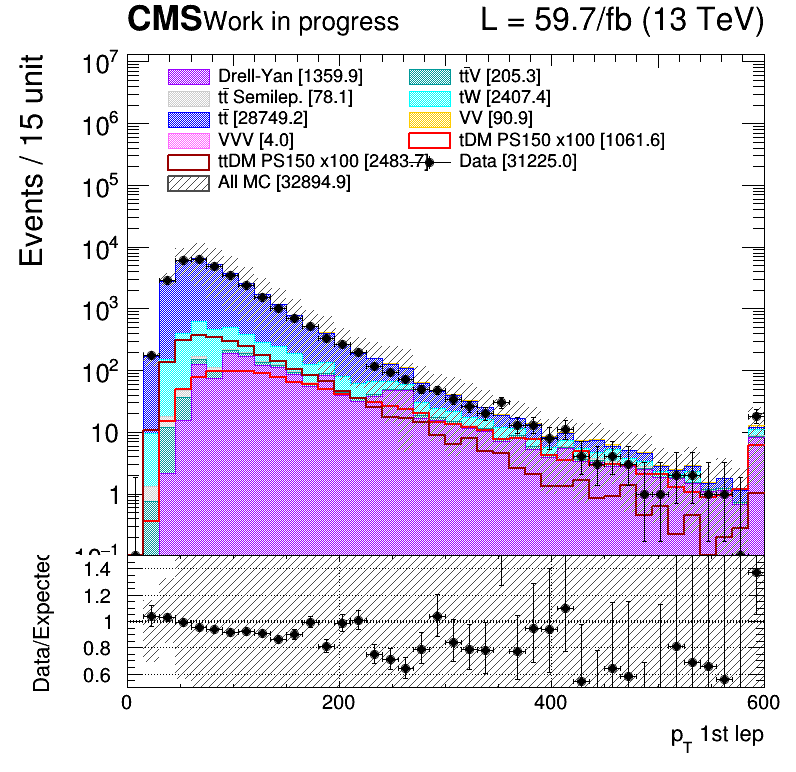 CMS Work in progress L = 59.7/fb (13 TeV)
Events / 15 unit
10⁷
10⁶
10⁵
10⁴
10³
10²
10
1
10⁻¹
Drell-Yan [1359.9]
tt̄V [205.3]
tt̄ Semilep. [78.1]
tW [2407.4]
tt̄ [28749.2]
VV [90.9]
VVV [4.0]
tDM PS150 x100 [1061.6]
ttDM PS150 x100 [2483.7]
Data [31225.0]
All MC [32894.9]
Data/Expected
1.4
1.2
1
0.8
0.6
0 200 400 600
p_T 1st lep